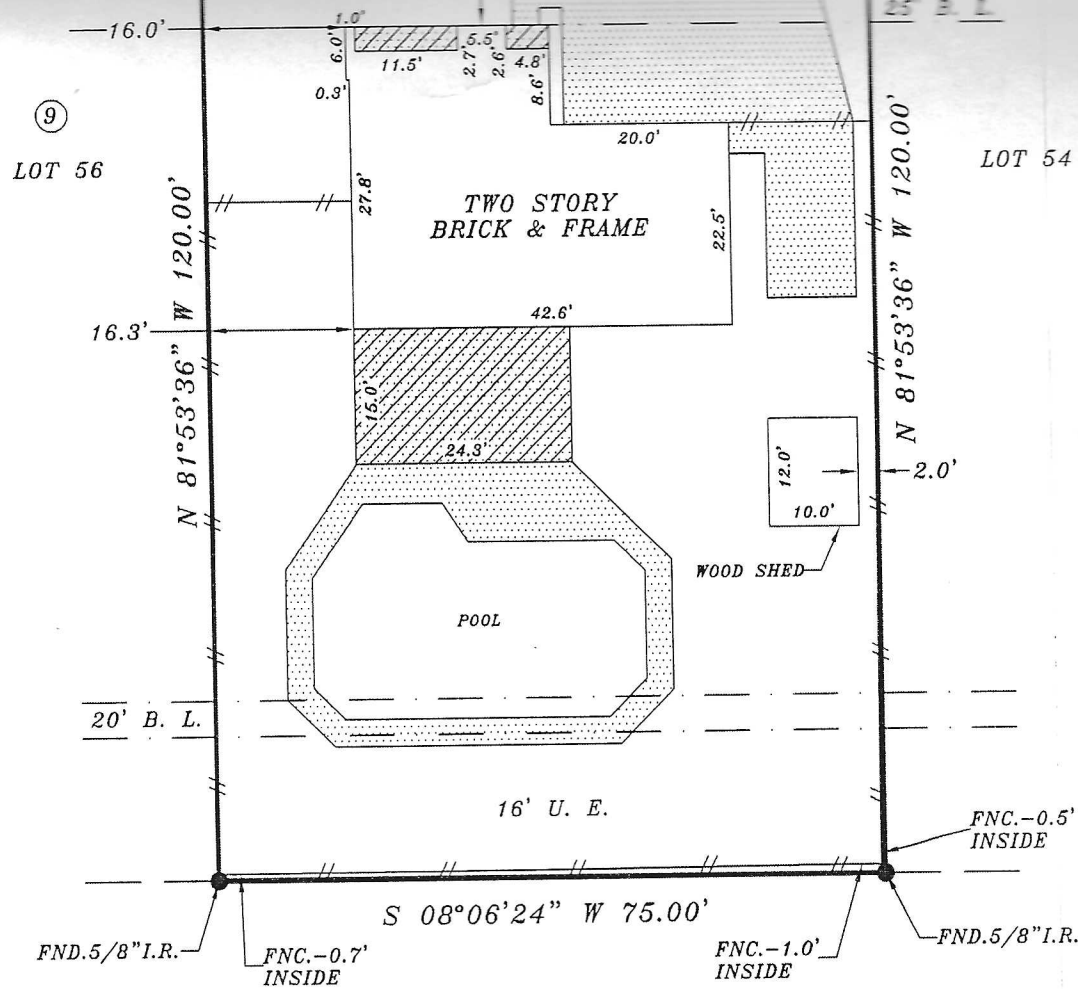 25' B. L.
16.0'
1.0'
6.0'
11.5'
2.7'
5.5'
2.6'
4.8'
8.6'
0.3'
20.0'
9
LOT 56
LOT 54
N 81°53'36" W 120.00'
27.8'
TWO STORY
BRICK & FRAME
22.5'
N 81°53'36" W 120.00'
42.6'
16.3'
15.0'
24.3'
12.0'
10.0'
2.0'
WOOD SHED
POOL
20' B. L.
16' U. E.
FNC.-0.5'
INSIDE
S 08°06'24" W 75.00'
FND.5/8"I.R.
FNC.-0.7'
INSIDE
FNC.-1.0'
INSIDE
FND.5/8"I.R.